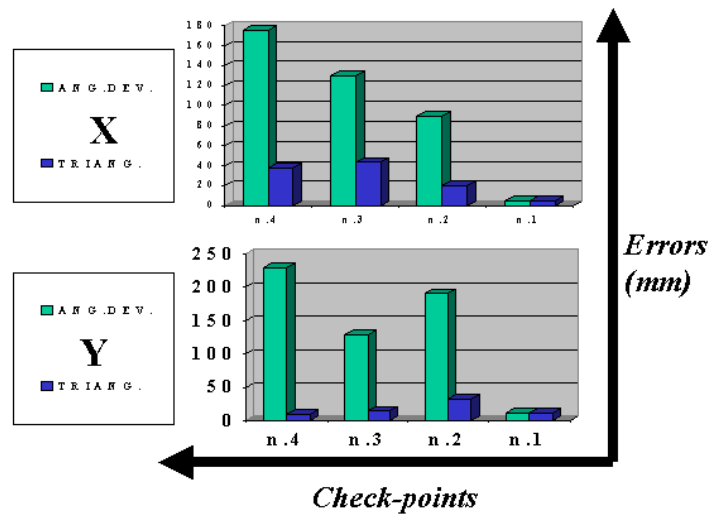 180
160
140
120
100
80
60
40
20
0
ANG.DEV.
X
TRIANG.
n.4 n.3 n.2 n.1
250
200
150
100
50
0
ANG.DEV.
Y
TRIANG.
n.4 n.3 n.2 n.1
Errors
(mm)
Check-points